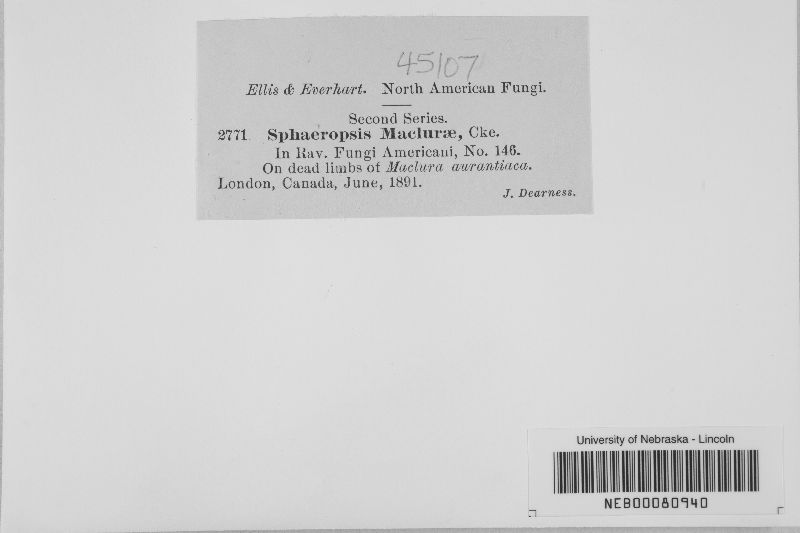 45107
Ellis & Everhart. North American Fungi.
Second Series.
2771 Sphaeropsis Macluræ, Cke.
In Rav. Fungi Americani, No. 146.
On dead limbs of Maclura aurantiaca.
London, Canada, June, 1891.
J. Dearness.
University of Nebraska - Lincoln
NEB00080940